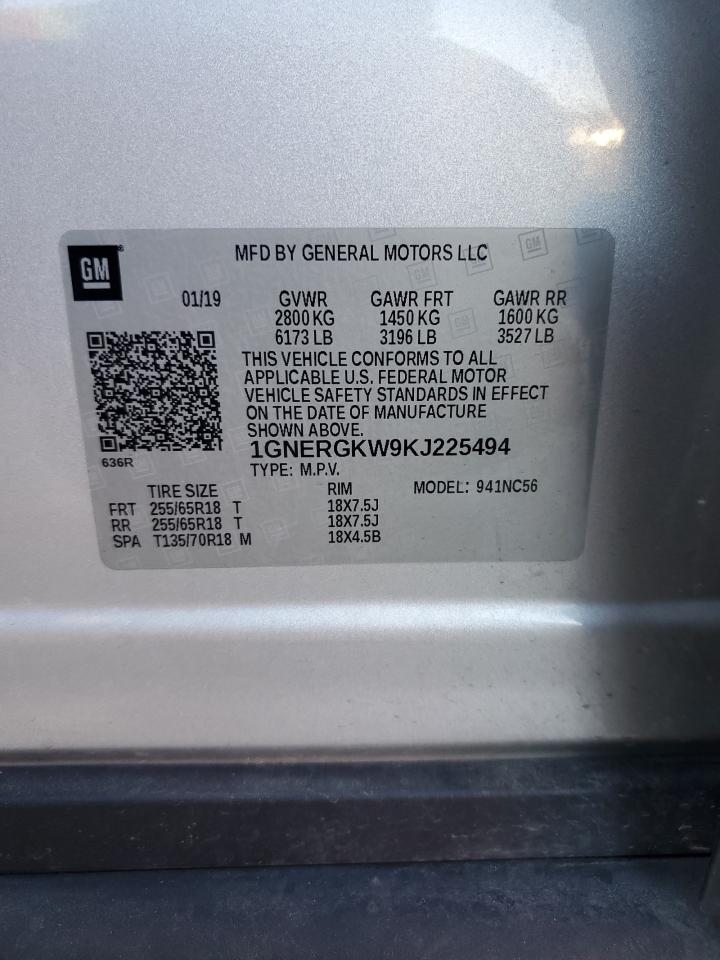 GM
MFD BY GENERAL MOTORS LLC
01/19 GVWR GAWR FRT GAWR RR
2800 KG 1450 KG 1600 KG
6173 LB 3196 LB 3527 LB
THIS VEHICLE CONFORMS TO ALL
APPLICABLE U.S. FEDERAL MOTOR
VEHICLE SAFETY STANDARDS IN EFFECT
ON THE DATE OF MANUFACTURE
SHOWN ABOVE.
1GNERGKW9KJ225494
636R
TYPE: M.P.V.
TIRE SIZE RIM MODEL: 941NC56
FRT 255/65R18 T 18X7.5J
RR 255/65R18 T 18X7.5J
SPA T135/70R18 M 18X4.5B